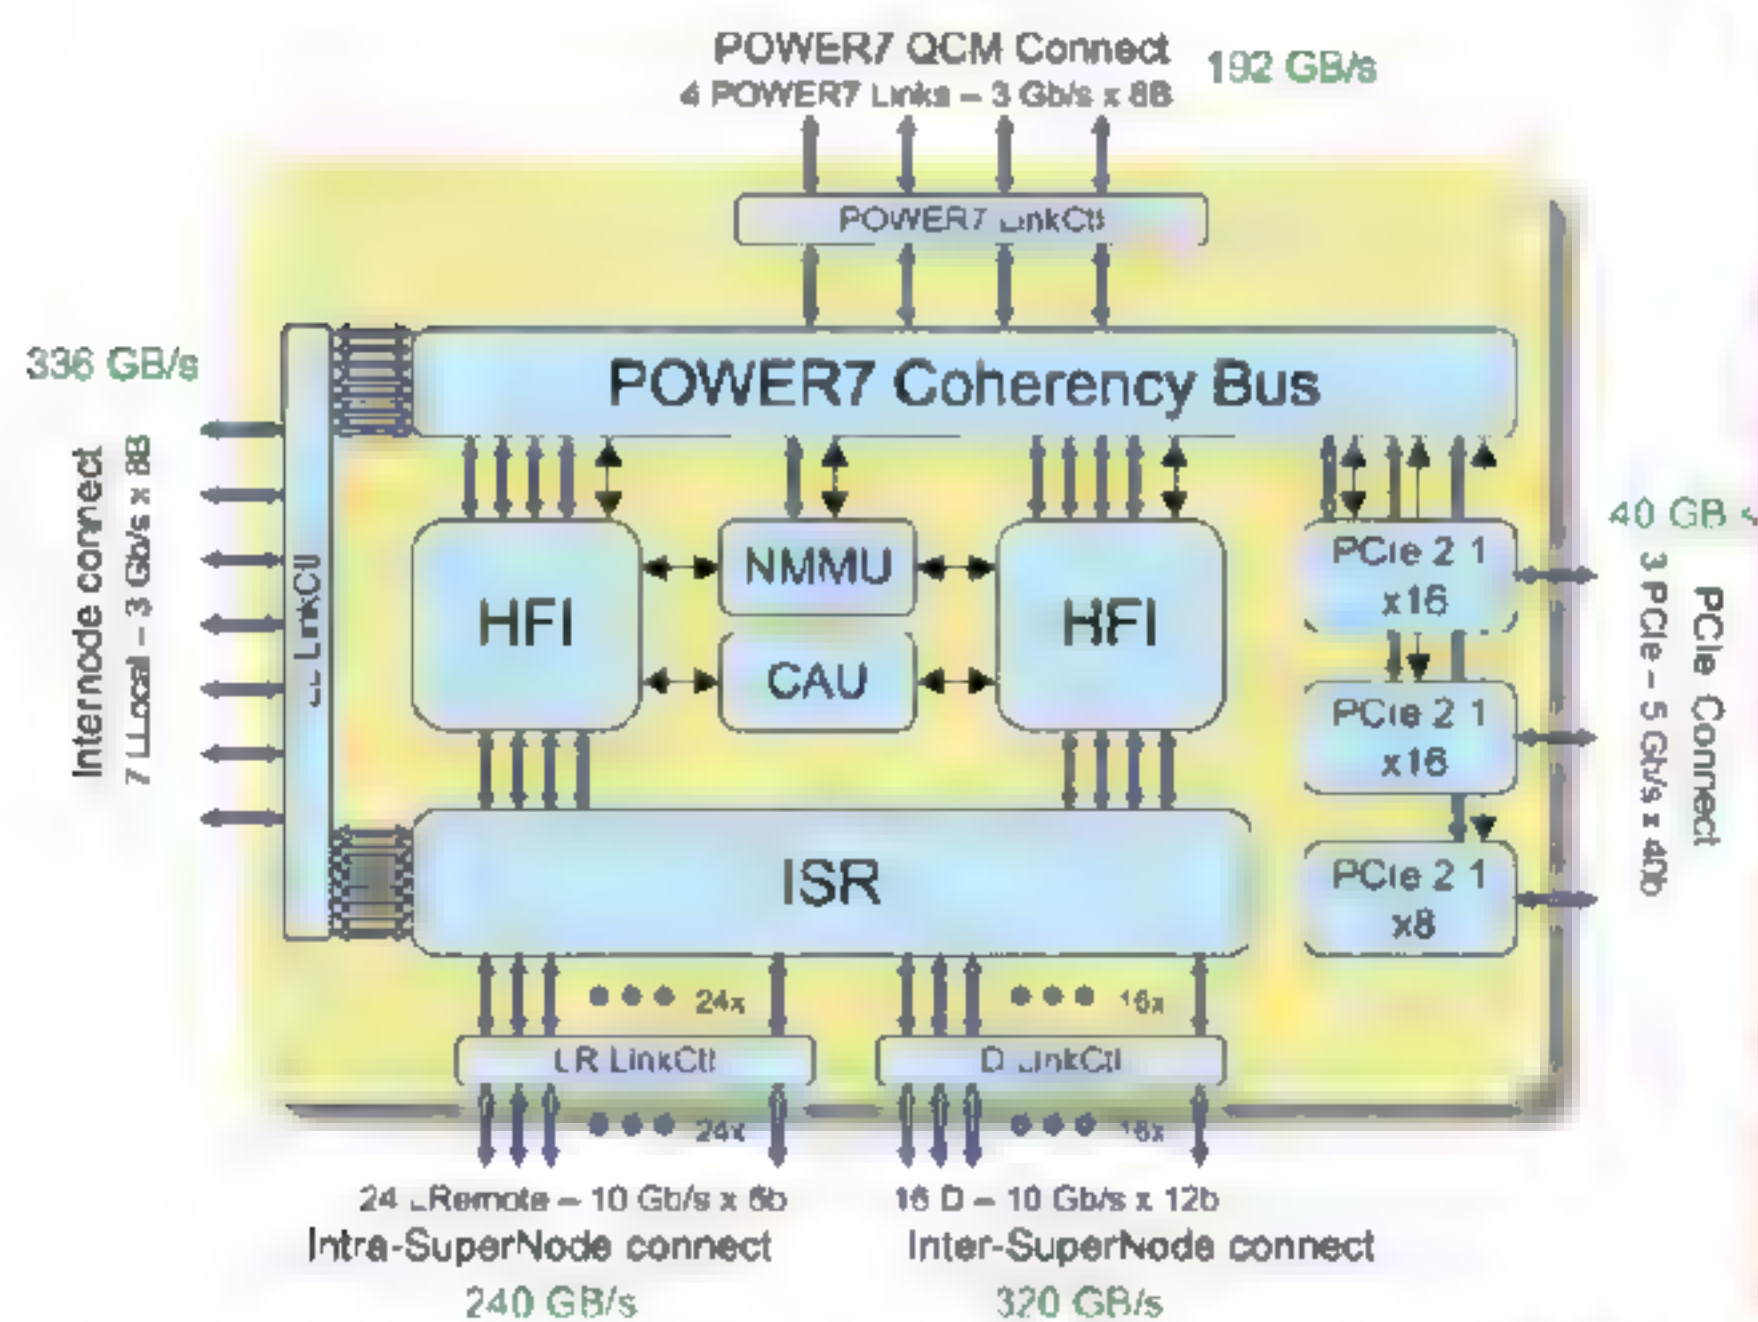 POWER7 QCM Connect
192 GB/s
4 POWER7 Links – 3 Gb/s x 8B
POWER7 LinkCtl
336 GB/s
POWER7 Coherency Bus
Internode connect
7 LLocal – 3 Gb/s x 8B
LL LinkCtl
HFI
NMMU
CAU
HFI
PCIe 2 1
x16
PCIe 2 1
x16
PCIe 2 1
x8
40 GB
3 PCIe – 5 Gb/s x 40b
PCIe Connect
ISR
24x
16x
LR LinkCtl
D LinkCtl
24x
16x
24 LRemote – 10 Gb/s x 6b
16 D – 10 Gb/s x 12b
Intra-SuperNode connect
Inter-SuperNode connect
240 GB/s
320 GB/s